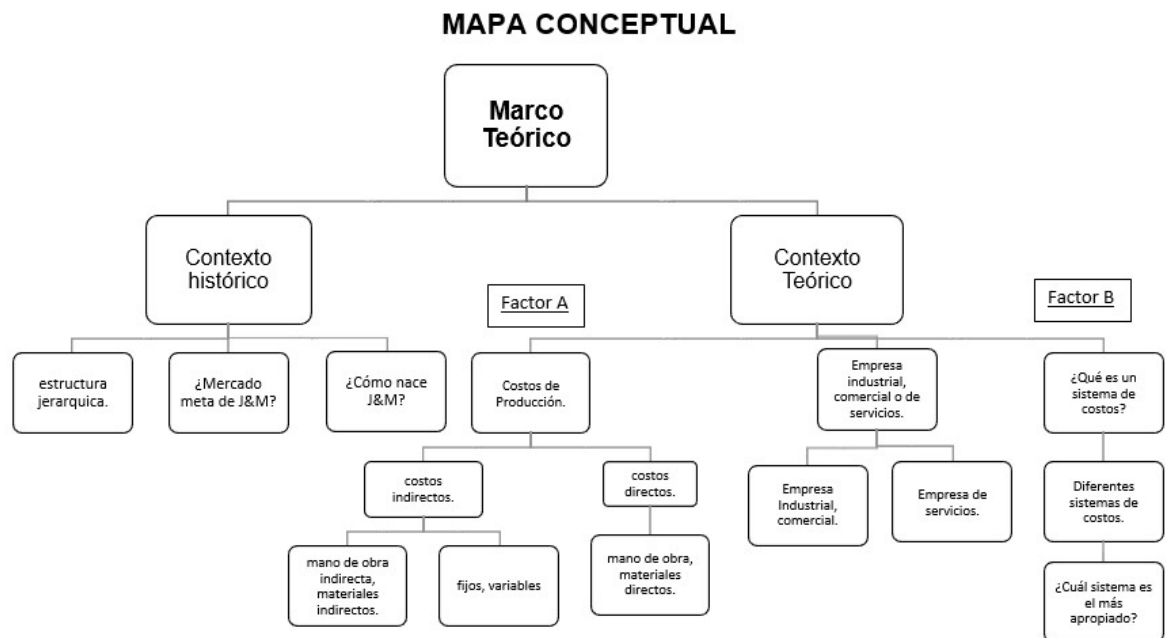 MAPA CONCEPTUAL
Marco
Teórico
Contexto
histórico
Contexto
Teórico
Factor A
Factor B
estructura
jerarquica.
¿Mercado
meta de J&M?
¿Cómo nace
J&M?
Costos de
Producción.
Empresa
industrial,
comercial o de
servicios.
¿Qué es un
sistema de
costos?
costos
indirectos.
costos
directos.
Empresa
Industrial,
comercial.
Empresa de
servicios.
Diferentes
sistemas de
costos.
mano de obra
indirecta,
materiales
indirectos.
fijos, variables
mano de obra,
materiales
directos.
¿Cuál sistema es
el más
apropiado?